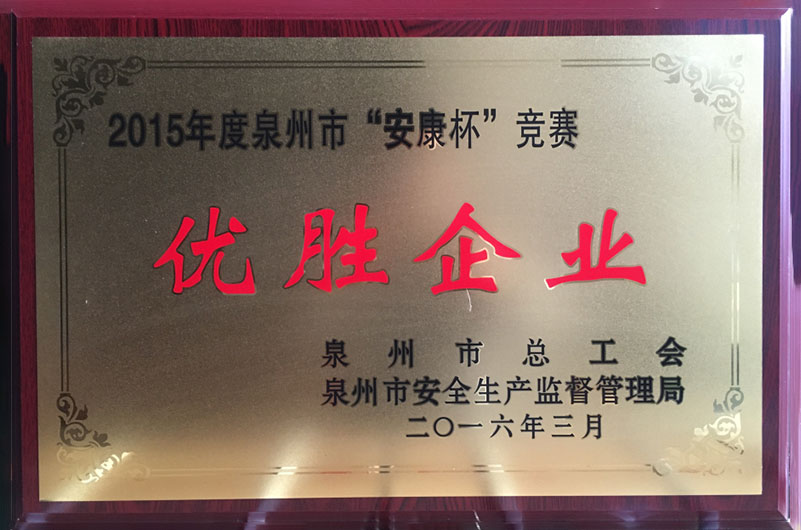 2015年度泉州市“安康杯”竞赛
优胜企业
泉州市总工会
泉州市安全生产监督管理局
二〇一六年三月